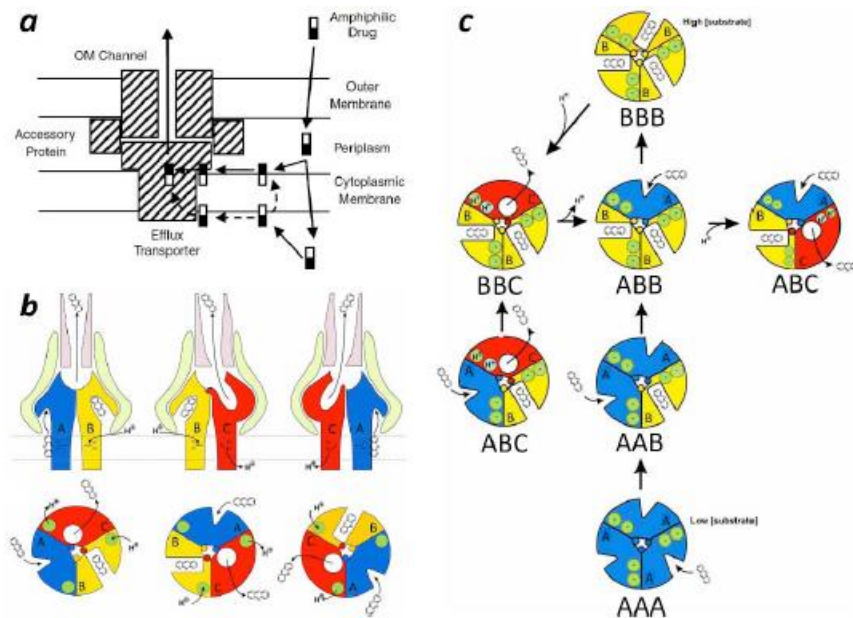 a
Amphiphilic
Drug
OM Channel
Outer
Membrane
Accessory
Protein
Periplasm
Cytoplasmic
Membrane
Efflux
Transporter
b
A
B
H⊕
H⊕
B
C
H⊕
C
A
H⊕
H⊕
C
A
H⊕
B
A
H⊕
B
C
H⊕
H⊕
B
C
A
H⊕
c
High [substrate]
B
B
B
BBB
H⊕
H⊕
H⊕
C
B
B
BBC
H⊕
A
B
B
ABB
H⊕
B
A
H⊕
H⊕
C
ABC
H⊕
H⊕
C
A
B
ABC
A
A
B
AAB
Low [substrate]
A
A
A
AAA